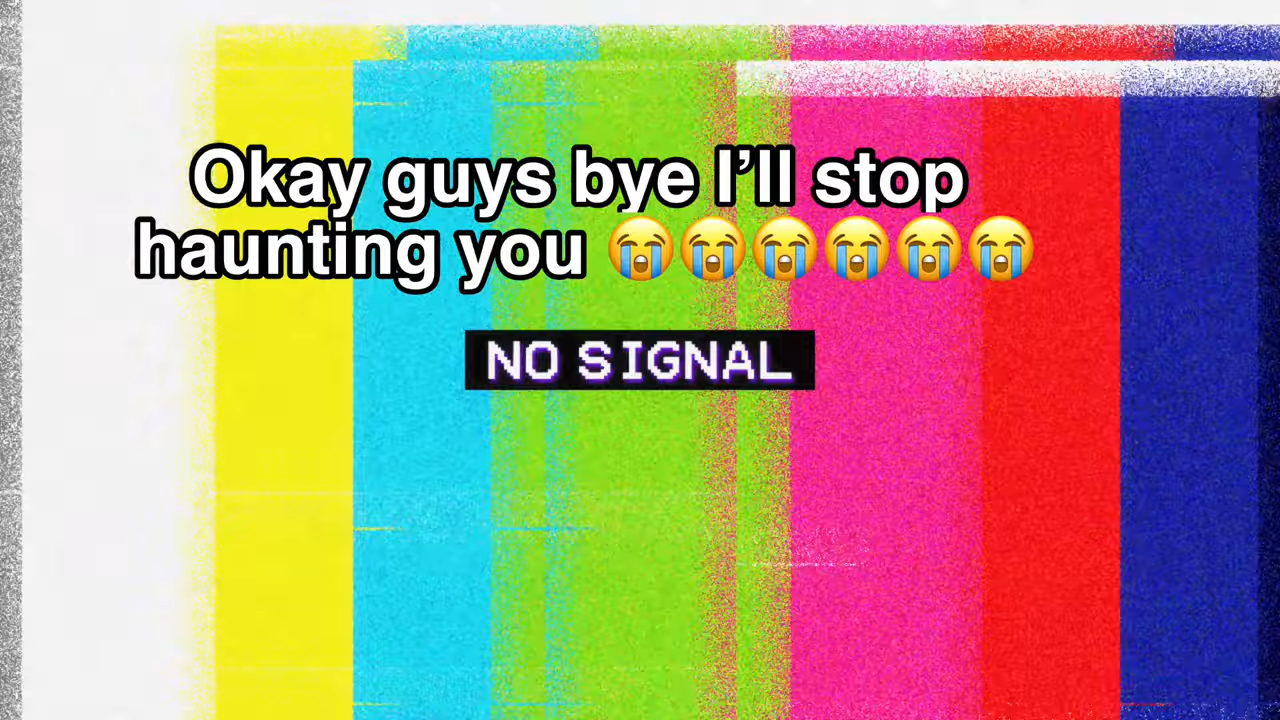 Okay guys bye I’ll stop
haunting you 😭😭😭😭😭😭
NO SIGNAL